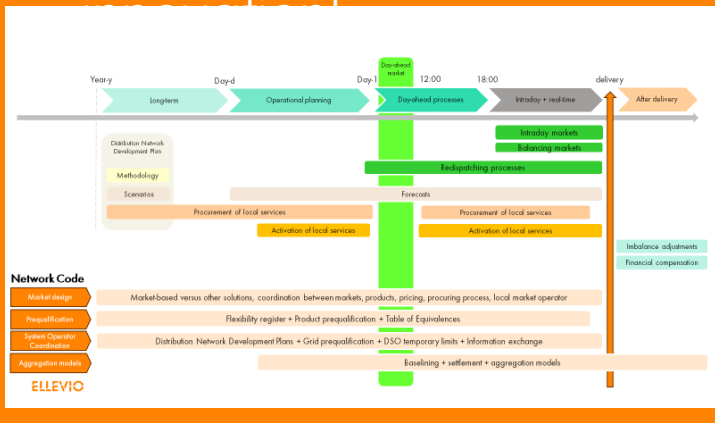 Day-ahead
market
Year-y
Day-d
Day-1
12:00
18:00
delivery
Long-term
Operational planning
Day-ahead processes
Intraday + real-time
After delivery
Distribution Network
Development Plan
Intraday markets
Balancing markets
Redispatching processes
Methodology
Scenarios
Forecasts
Procurement of local services
Procurement of local services
Activation of local services
Activation of local services
Imbalance adjustments
Financial compensation
Network Code
Market design
Market-based versus other solutions, coordination between markets, products, pricing, procuring process, local market operator
Prequalification
Flexibility register + Product prequalification + Table of Equivalences
System Operator
Coordination
Distribution Network Development Plans + Grid prequalification + DSO temporary limits + Information exchange
Aggregation models
Baselining + settlement + aggregation models
ELLEVIO